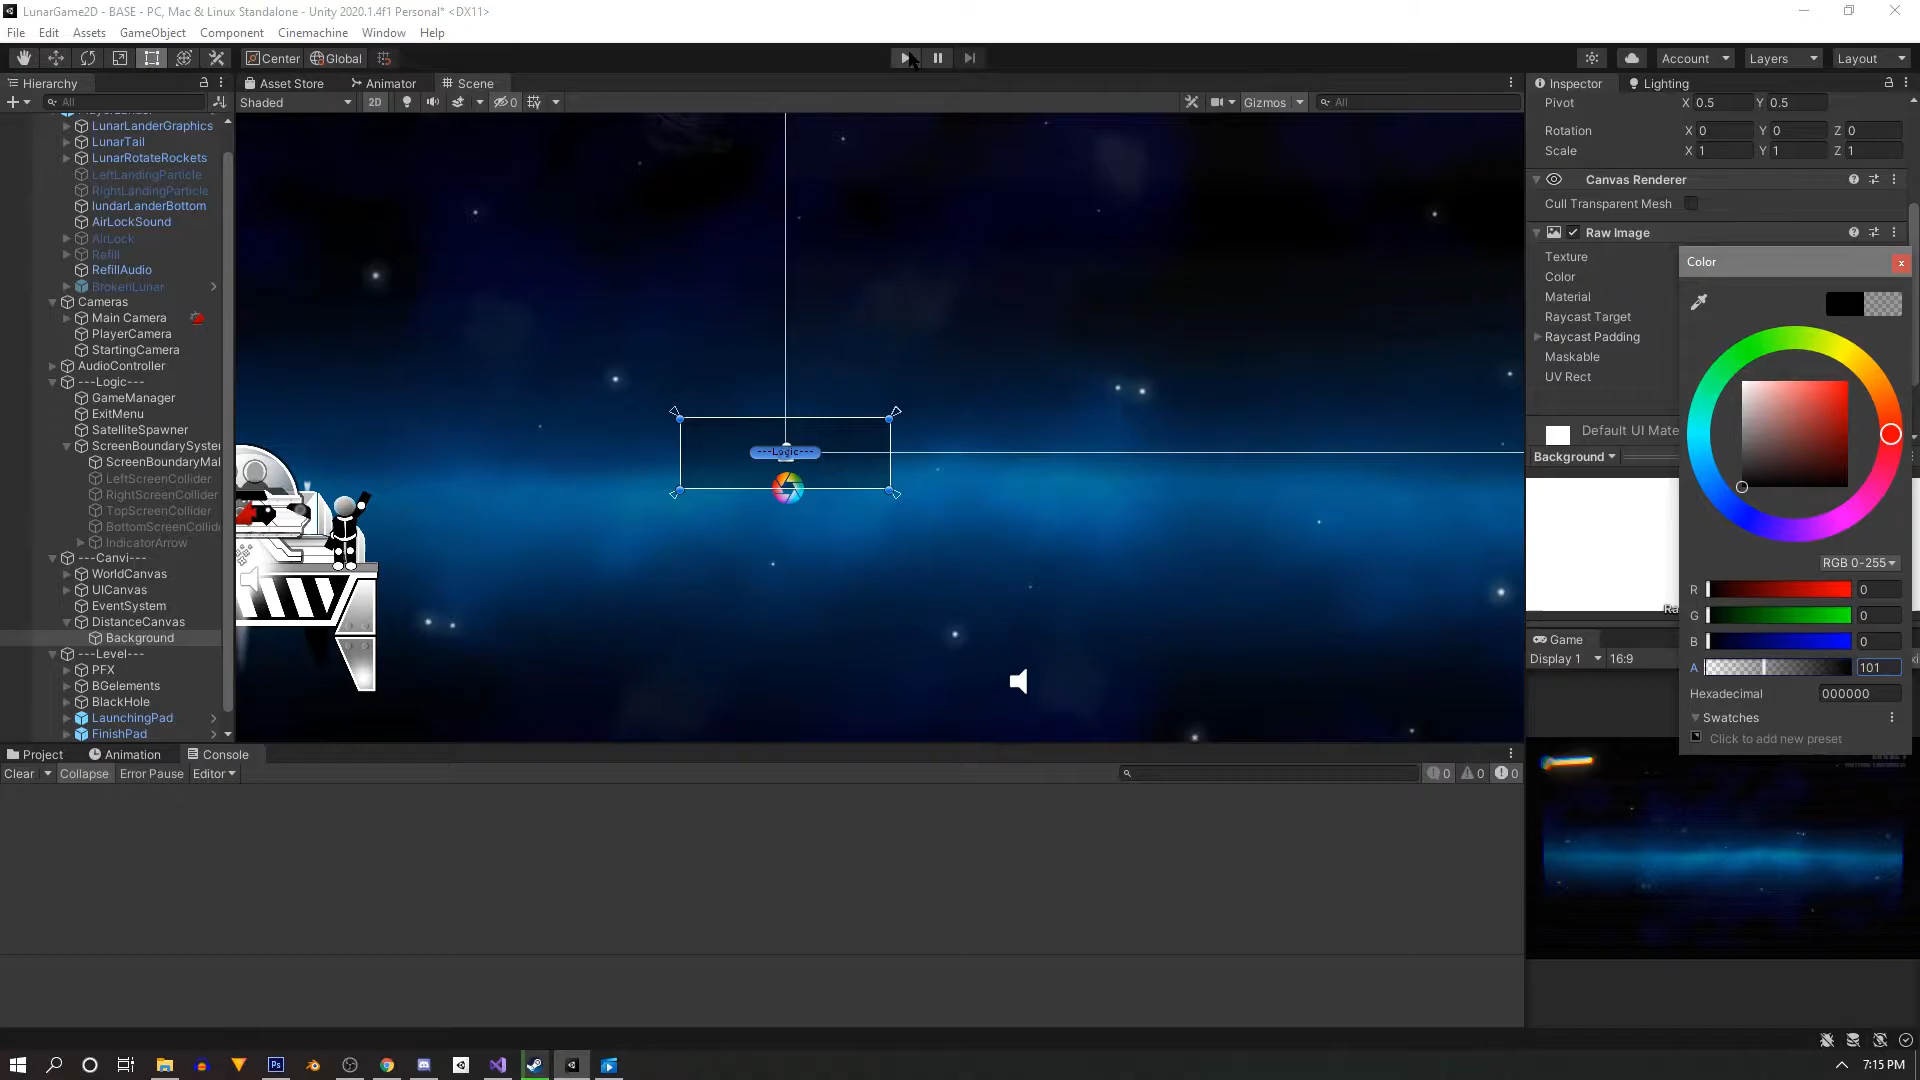 LunarGame2D - BASE - PC, Mac & Linux Standalone - Unity 2020.1.4f1 Personal* <DX11>
File Edit Assets GameObject Component Cinemachine Window Help
Center Global Account Layers Layout
Hierarchy Asset Store Animator Scene Inspector Lighting
All Shaded 2D 0 Gizmos All
Pivot X 0.5 Y 0.5
LunarLanderGraphics
LunarTail
Rotation X 0 Y 0 Z 0
LunarRotateRockets
Scale X 1 Y 1 Z 1
LeftLandingParticle
Canvas Renderer
RightLandingParticle
lundarLanderBottom
Cull Transparent Mesh
AirLockSound
AirLock
Raw Image
Refill
Texture
Color
RefillAudio
Color
BrokenLunar
Material
Cameras
Main Camera
Raycast Target
PlayerCamera
Raycast Padding
StartingCamera
Maskable
AudioController
UV Rect
---Logic---
GameManager
ExitMenu
SatelliteSpawner
Default UI Mate
ScreenBoundarySyster
---Logic---
Background
ScreenBoundaryMal
LeftScreenCollider
RightScreenCollider
TopScreenCollider
BottomScreenCollide
IndicatorArrow
---Canvi---
RGB 0-255
WorldCanvas
UICanvas
R 0
EventSystem
Ra
G 0
DistanceCanvas
Background
Game
B 0
---Level---
Display 1 16:9
PFX
A 101
BGelements
Hexadecimal 000000
BlackHole
LaunchingPad
Swatches
FinishPad
Click to add new preset
Project Animation Console
Clear Collapse Error Pause Editor 0 0 0
Ps
7:15 PM